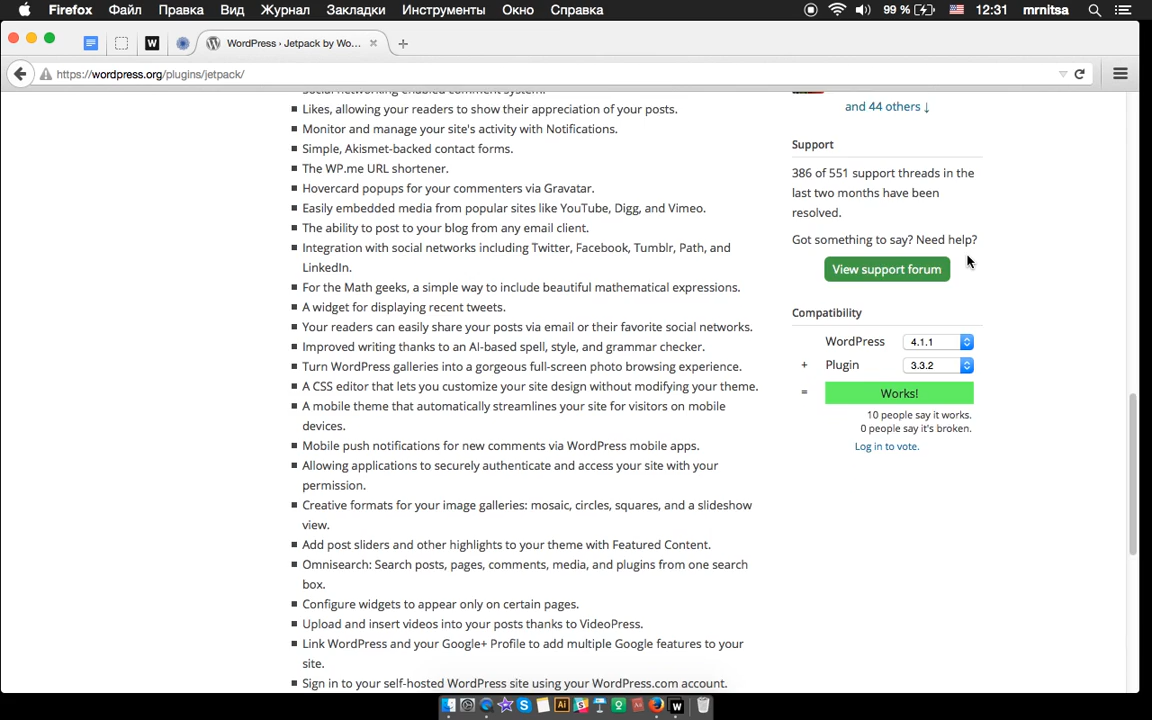 Firefox Файл Правка Вид Журнал Закладки Инструменты Окно Справка 99 % 12:31 mrnitsa
W WordPress › Jetpack by Wo...
https://wordpress.org/plugins/jetpack/
Social networking enabled comment system.
Likes, allowing your readers to show their appreciation of your posts.
Monitor and manage your site's activity with Notifications.
Simple, Akismet-backed contact forms.
The WP.me URL shortener.
Hovercard popups for your commenters via Gravatar.
Easily embedded media from popular sites like YouTube, Digg, and Vimeo.
The ability to post to your blog from any email client.
Integration with social networks including Twitter, Facebook, Tumblr, Path, and
LinkedIn.
For the Math geeks, a simple way to include beautiful mathematical expressions.
A widget for displaying recent tweets.
Your readers can easily share your posts via email or their favorite social networks.
Improved writing thanks to an AI-based spell, style, and grammar checker.
Turn WordPress galleries into a gorgeous full-screen photo browsing experience.
A CSS editor that lets you customize your site design without modifying your theme.
A mobile theme that automatically streamlines your site for visitors on mobile
devices.
Mobile push notifications for new comments via WordPress mobile apps.
Allowing applications to securely authenticate and access your site with your
permission.
Creative formats for your image galleries: mosaic, circles, squares, and a slideshow
view.
Add post sliders and other highlights to your theme with Featured Content.
Omnisearch: Search posts, pages, comments, media, and plugins from one search
box.
Configure widgets to appear only on certain pages.
Upload and insert videos into your posts thanks to VideoPress.
Link WordPress and your Google+ Profile to add multiple Google features to your
site.
Sign in to your self-hosted WordPress site using your WordPress.com account.
and 44 others ↓
Support
386 of 551 support threads in the
last two months have been
resolved.
Got something to say? Need help?
View support forum
Compatibility
WordPress 4.1.1
+ Plugin 3.3.2
= Works!
10 people say it works.
0 people say it's broken.
Log in to vote.